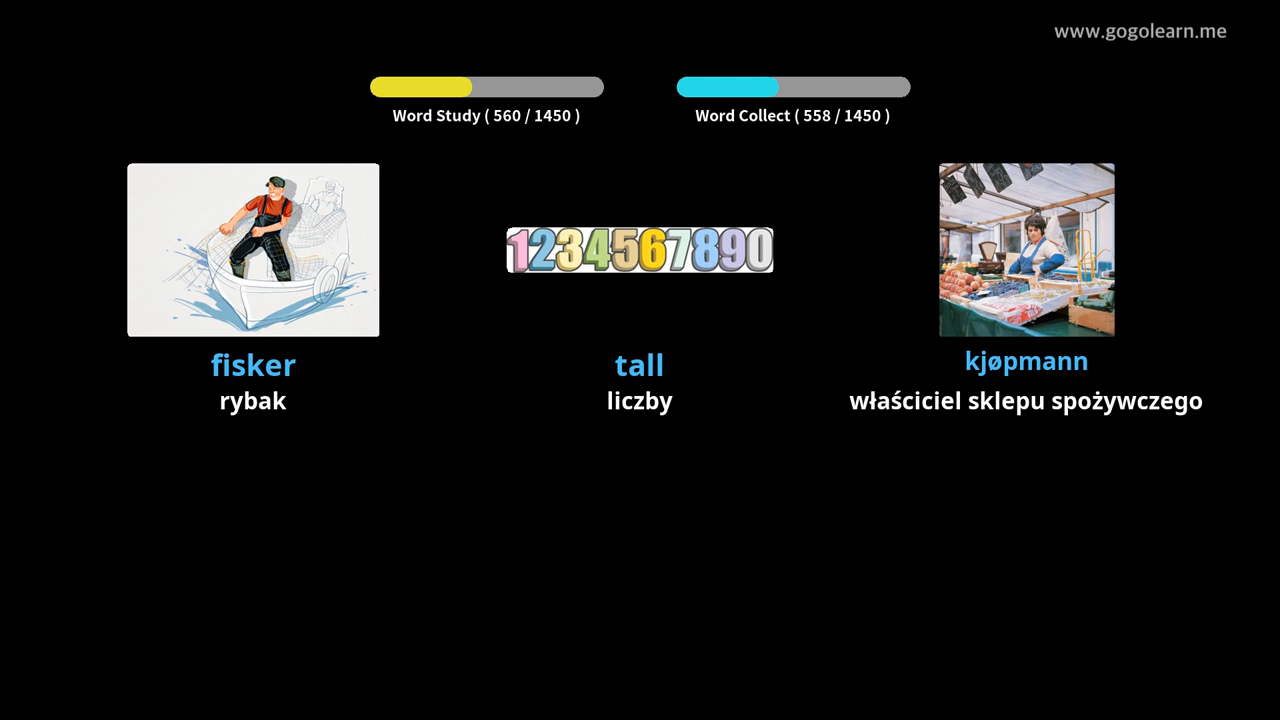 www.gogolearn.me
Word Study ( 560 / 1450 )
Word Collect ( 558 / 1450 )
1234567890
fisker
tall
kjøpmann
rybak
liczby
właściciel sklepu spożywczego